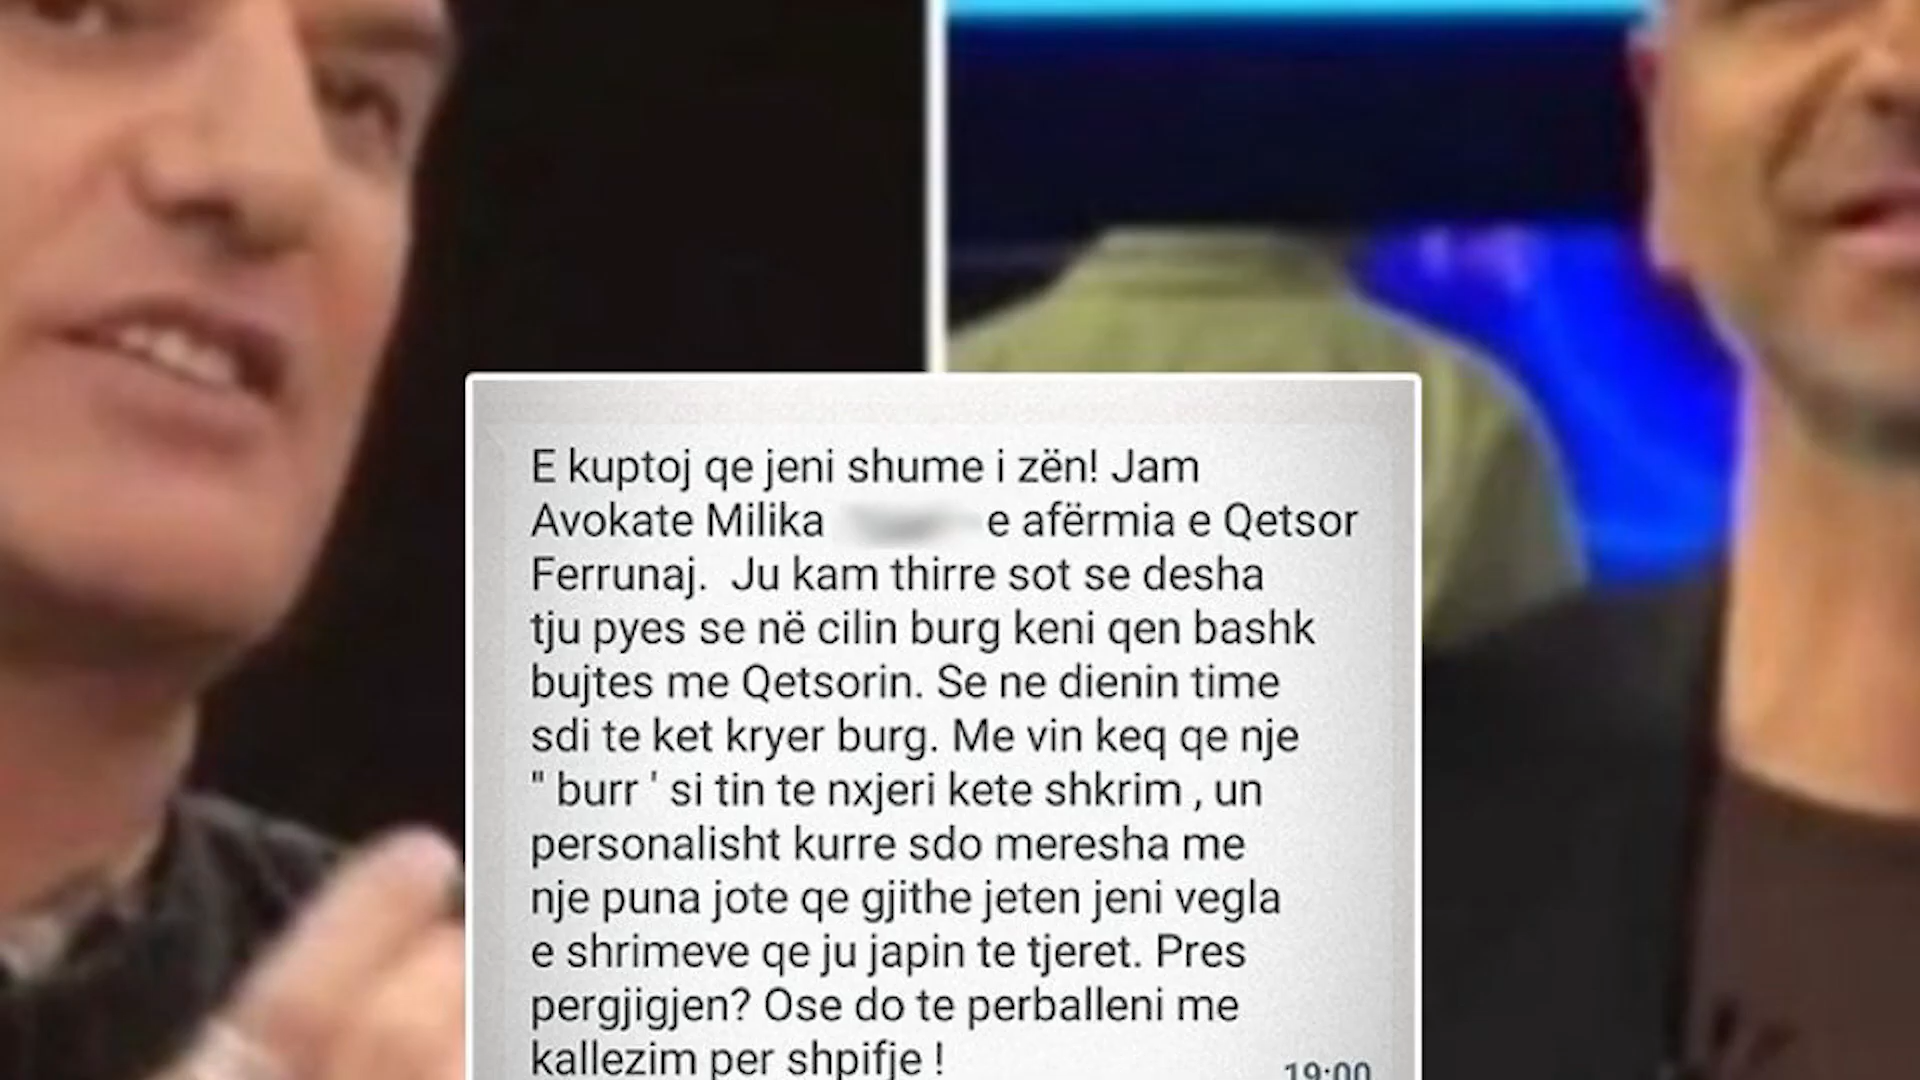 E kuptoj qe jeni shume i zën! Jam
Avokate Milika e afërmia e Qetsor
Ferrunaj. Ju kam thirre sot se desha
tju pyes se në cilin burg keni qen bashk
bujtes me Qetsorin. Se ne dienin time
sdi te ket kryer burg. Me vin keq qe nje
" burr ' si tin te nxjeri kete shkrim , un
personalisht kurre sdo meresha me
nje puna jote qe gjithe jeten jeni vegla
e shrimeve qe ju japin te tjeret. Pres
pergjigjen? Ose do te perballeni me
kallezim per shpifje !
19:00